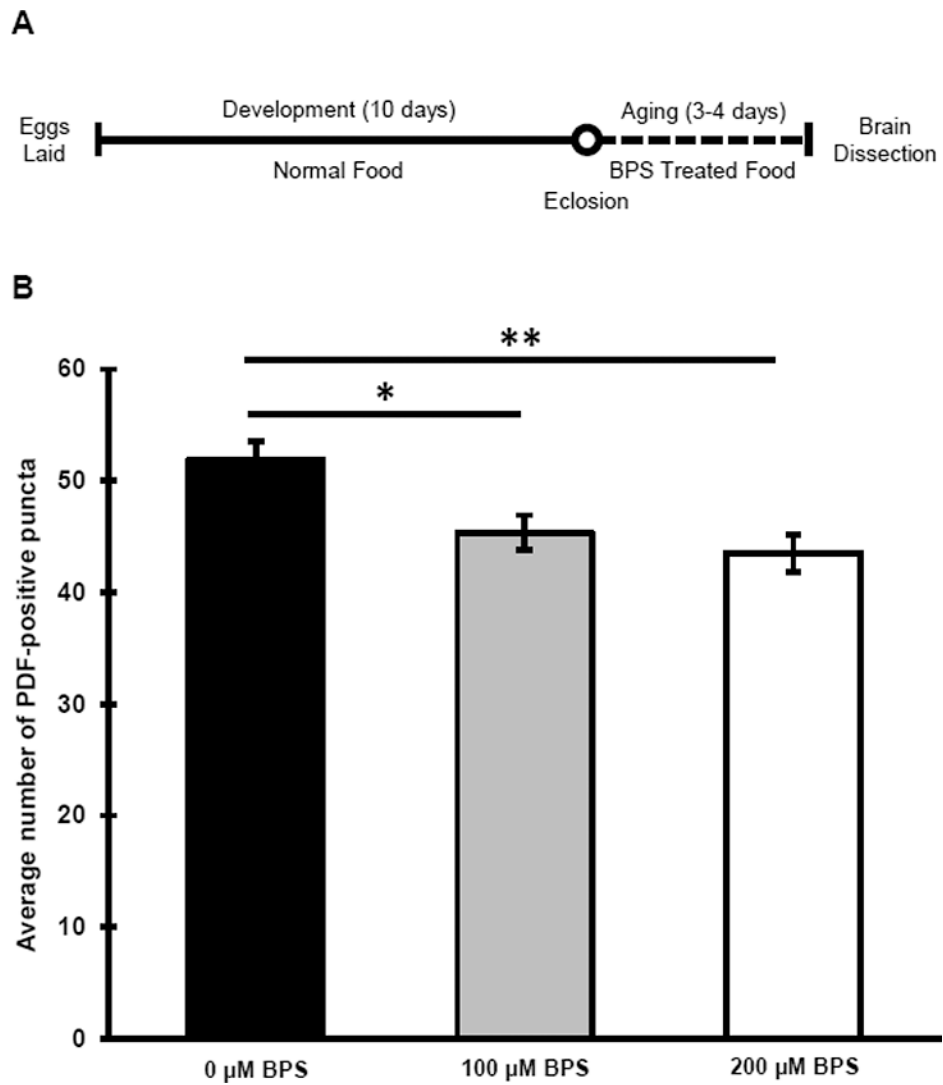 A
Eggs
Laid
Development (10 days)
Normal Food
Eclosion
Aging (3-4 days)
BPS Treated Food
Brain
Dissection
B
**
*
Average number of PDF-positive puncta
60
50
40
30
20
10
0
0 µM BPS
100 µM BPS
200 µM BPS